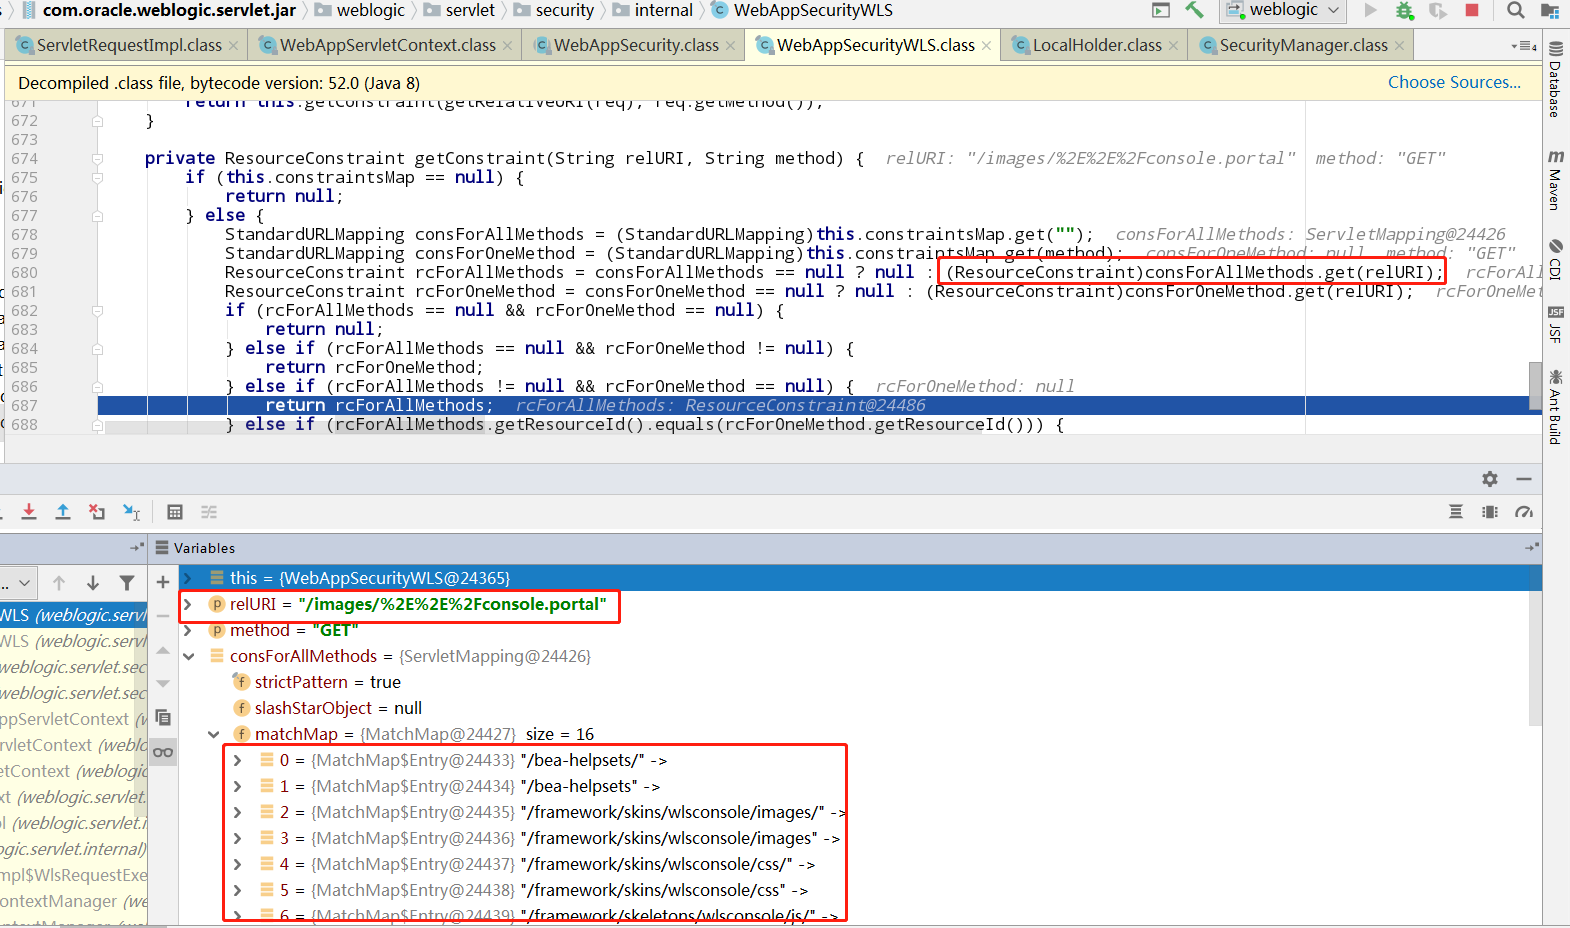 com.oracle.weblogic.servlet.jar weblogic servlet security internal WebAppSecurityWLS weblogic
ServletRequestImpl.class WebAppServletContext.class WebAppSecurity.class WebAppSecurityWLS.class LocalHolder.class SecurityManager.class 4
Decompiled .class file, bytecode version: 52.0 (Java 8) Choose Sources...
671 return this.getConstraint(getRelativeURI(req), req.getMethod());
672 }
673
674 private ResourceConstraint getConstraint(String relURI, String method) { relURI: "/images/%2E%2E%2Fconsole.portal" method: "GET"
675 if (this.constraintsMap == null) {
676 return null;
677 } else {
678 StandardURLMapping consForAllMethods = (StandardURLMapping)this.constraintsMap.get(""); consForAllMethods: ServletMapping@24426
679 StandardURLMapping consForOneMethod = (StandardURLMapping)this.constraintsMap.get(method); consForOneMethod: null method: "GET"
680 ResourceConstraint rcForAllMethods = consForAllMethods == null ? null : (ResourceConstraint)consForAllMethods.get(relURI); rcForAll
681 ResourceConstraint rcForOneMethod = consForOneMethod == null ? null : (ResourceConstraint)consForOneMethod.get(relURI); rcForOneMet
682 if (rcForAllMethods == null && rcForOneMethod == null) {
683 return null;
684 } else if (rcForAllMethods == null && rcForOneMethod != null) {
685 return rcForOneMethod;
686 } else if (rcForAllMethods != null && rcForOneMethod == null) { rcForOneMethod: null
687 return rcForAllMethods; rcForAllMethods: ResourceConstraint@24486
688 } else if (rcForAllMethods.getResourceId().equals(rcForOneMethod.getResourceId())) {
Database
Maven
CDI
JSF
Ant Build
Variables
this = {WebAppSecurityWLS@24365}
relURI = "/images/%2E%2E%2Fconsole.portal"
method = "GET"
consForAllMethods = {ServletMapping@24426}
strictPattern = true
slashStarObject = null
matchMap = {MatchMap@24427} size = 16
0 = {MatchMap$Entry@24433} "/bea-helpsets/" ->
1 = {MatchMap$Entry@24434} "/bea-helpsets" ->
2 = {MatchMap$Entry@24435} "/framework/skins/wlsconsole/images/" ->
3 = {MatchMap$Entry@24436} "/framework/skins/wlsconsole/images" ->
4 = {MatchMap$Entry@24437} "/framework/skins/wlsconsole/css/" ->
5 = {MatchMap$Entry@24438} "/framework/skins/wlsconsole/css" ->
6 = {MatchMap$Entry@24439} "/framework/skeletons/wlsconsole/js/" ->
WLS (weblogic.servl
WLS (weblogic.servl
weblogic.servlet.sec
weblogic.servlet.sec
ppServletContext (w
rvletContext (weblo
etContext (weblogic
xt (weblogic.servlet.
pl (weblogic.servlet.i
gic.servlet.internal)
mpl$WlsRequestExe
ontextManager (wel